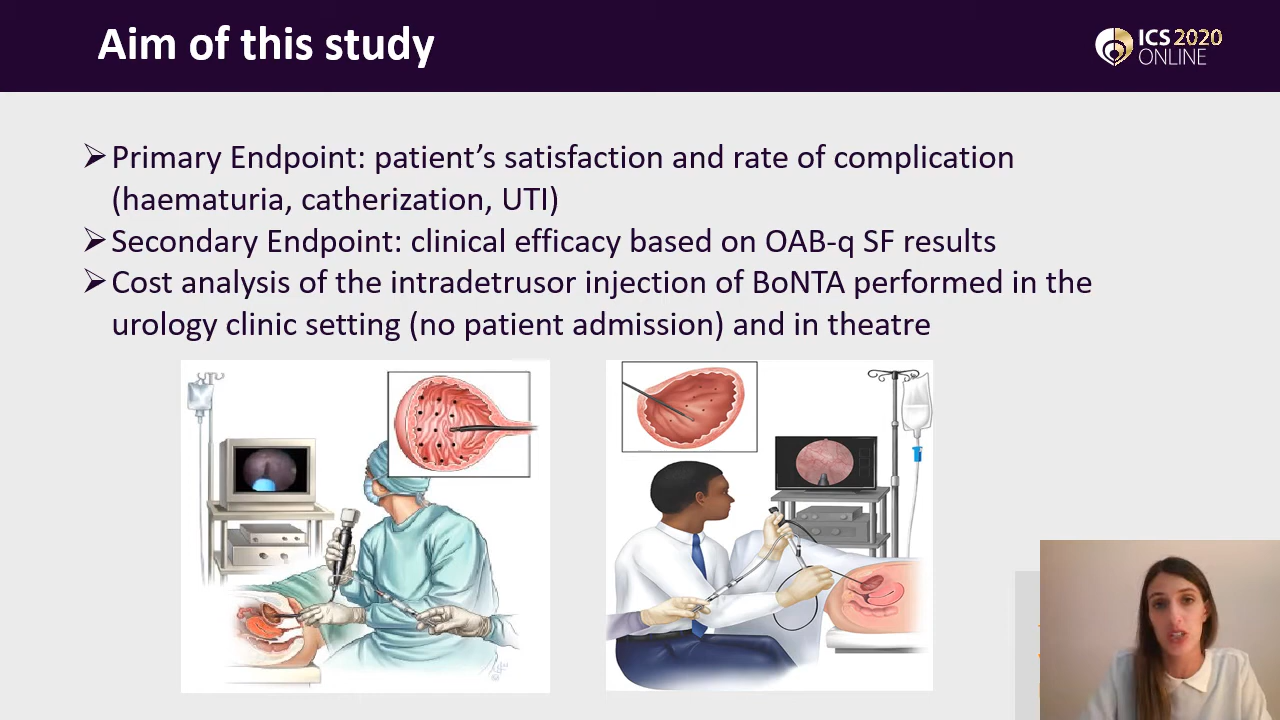 Aim of this study
ICS 2020
ONLINE
➢ Primary Endpoint: patient’s satisfaction and rate of complication
(haematuria, catherization, UTI)
➢ Secondary Endpoint: clinical efficacy based on OAB-q SF results
➢ Cost analysis of the intradetrusor injection of BoNTA performed in the
urology clinic setting (no patient admission) and in theatre